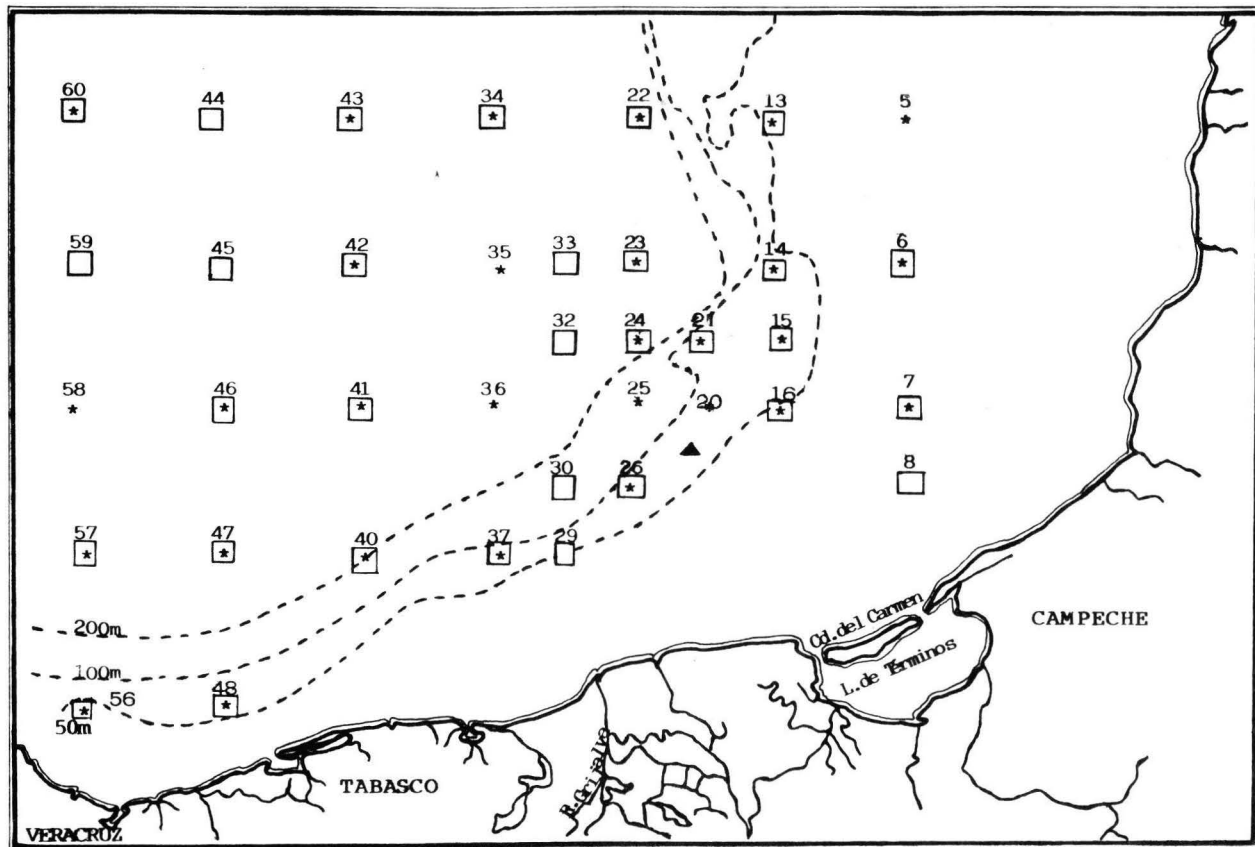 60 44 43 34 22 13 5
59 45 42 35 33 23 14 6
32 24 21 15
58 46 41 36 25 20 16 7
30 26 8
57 47 40 37 29
200m
100m
56 48
50m
Cd. del Carmen
L. de Términos
CAMPECHE
R. Grijalva
TABASCO
VERACRUZ